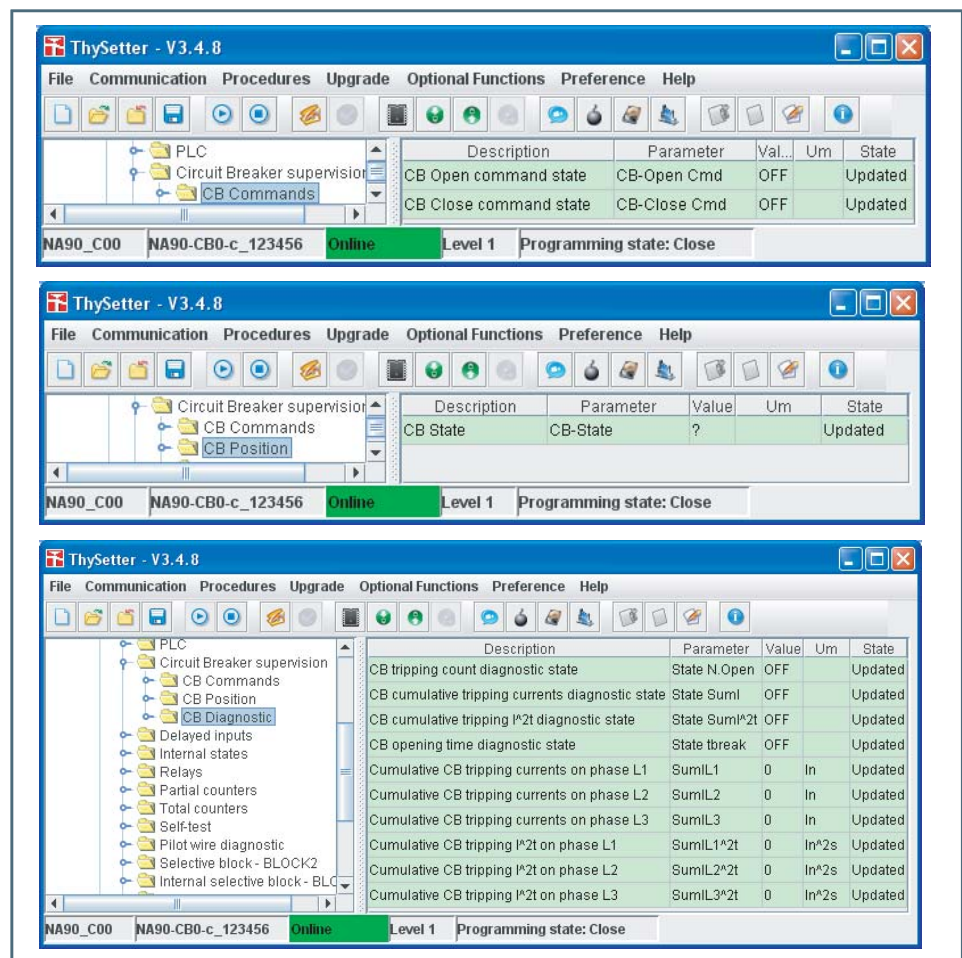 ThySetter - V3.4.8
File Communication Procedures Upgrade Optional Functions Preference Help
PLC
Circuit Breaker supervision
CB Commands
Description Parameter Val... Um State
CB Open command state CB-Open Cmd OFF Updated
CB Close command state CB-Close Cmd OFF Updated
NA90_C00 NA90-CB0-c_123456 Online Level 1 Programming state: Close
ThySetter - V3.4.8
File Communication Procedures Upgrade Optional Functions Preference Help
Circuit Breaker supervision
CB Commands
CB Position
Description Parameter Value Um State
CB State CB-State ? Updated
NA90_C00 NA90-CB0-c_123456 Online Level 1 Programming state: Close
ThySetter - V3.4.8
File Communication Procedures Upgrade Optional Functions Preference Help
PLC
Circuit Breaker supervision
CB Commands
CB Position
CB Diagnostic
Delayed inputs
Internal states
Relays
Partial counters
Total counters
Self-test
Pilot wire diagnostic
Selective block - BLOCK2
Internal selective block - BLO
Description Parameter Value Um State
CB tripping count diagnostic state State N.Open OFF Updated
CB cumulative tripping currents diagnostic state State SumI OFF Updated
CB cumulative tripping I^2t diagnostic state State SumI^2t OFF Updated
CB opening time diagnostic state State tbreak OFF Updated
Cumulative CB tripping currents on phase L1 SumIL1 0 In Updated
Cumulative CB tripping currents on phase L2 SumIL2 0 In Updated
Cumulative CB tripping currents on phase L3 SumIL3 0 In Updated
Cumulative CB tripping I^2t on phase L1 SumIL1^2t 0 In^2s Updated
Cumulative CB tripping I^2t on phase L2 SumIL2^2t 0 In^2s Updated
Cumulative CB tripping I^2t on phase L3 SumIL3^2t 0 In^2s Updated
NA90_C00 NA90-CB0-c_123456 Online Level 1 Programming state: Close